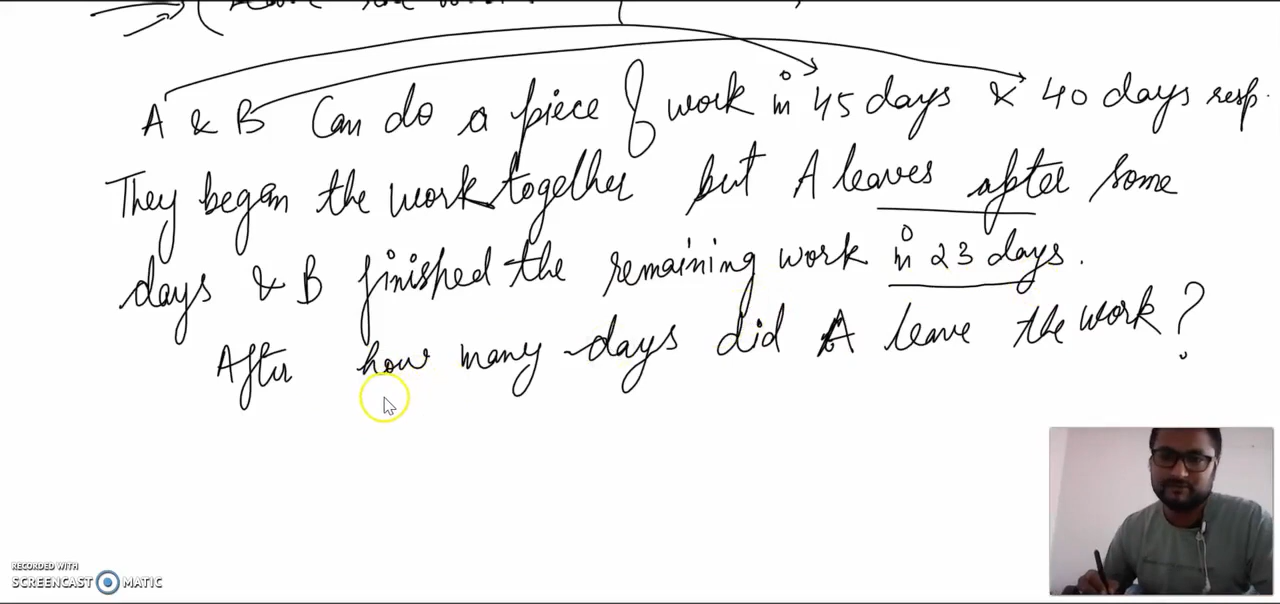 A & B Can do a piece of work in 45 days & 40 days resp.
They began the work together but A leaves after some
days & B finished the remaining work in 23 days.
After how many days did A leave the work?
RECORDED WITH
SCREENCAST MATIC